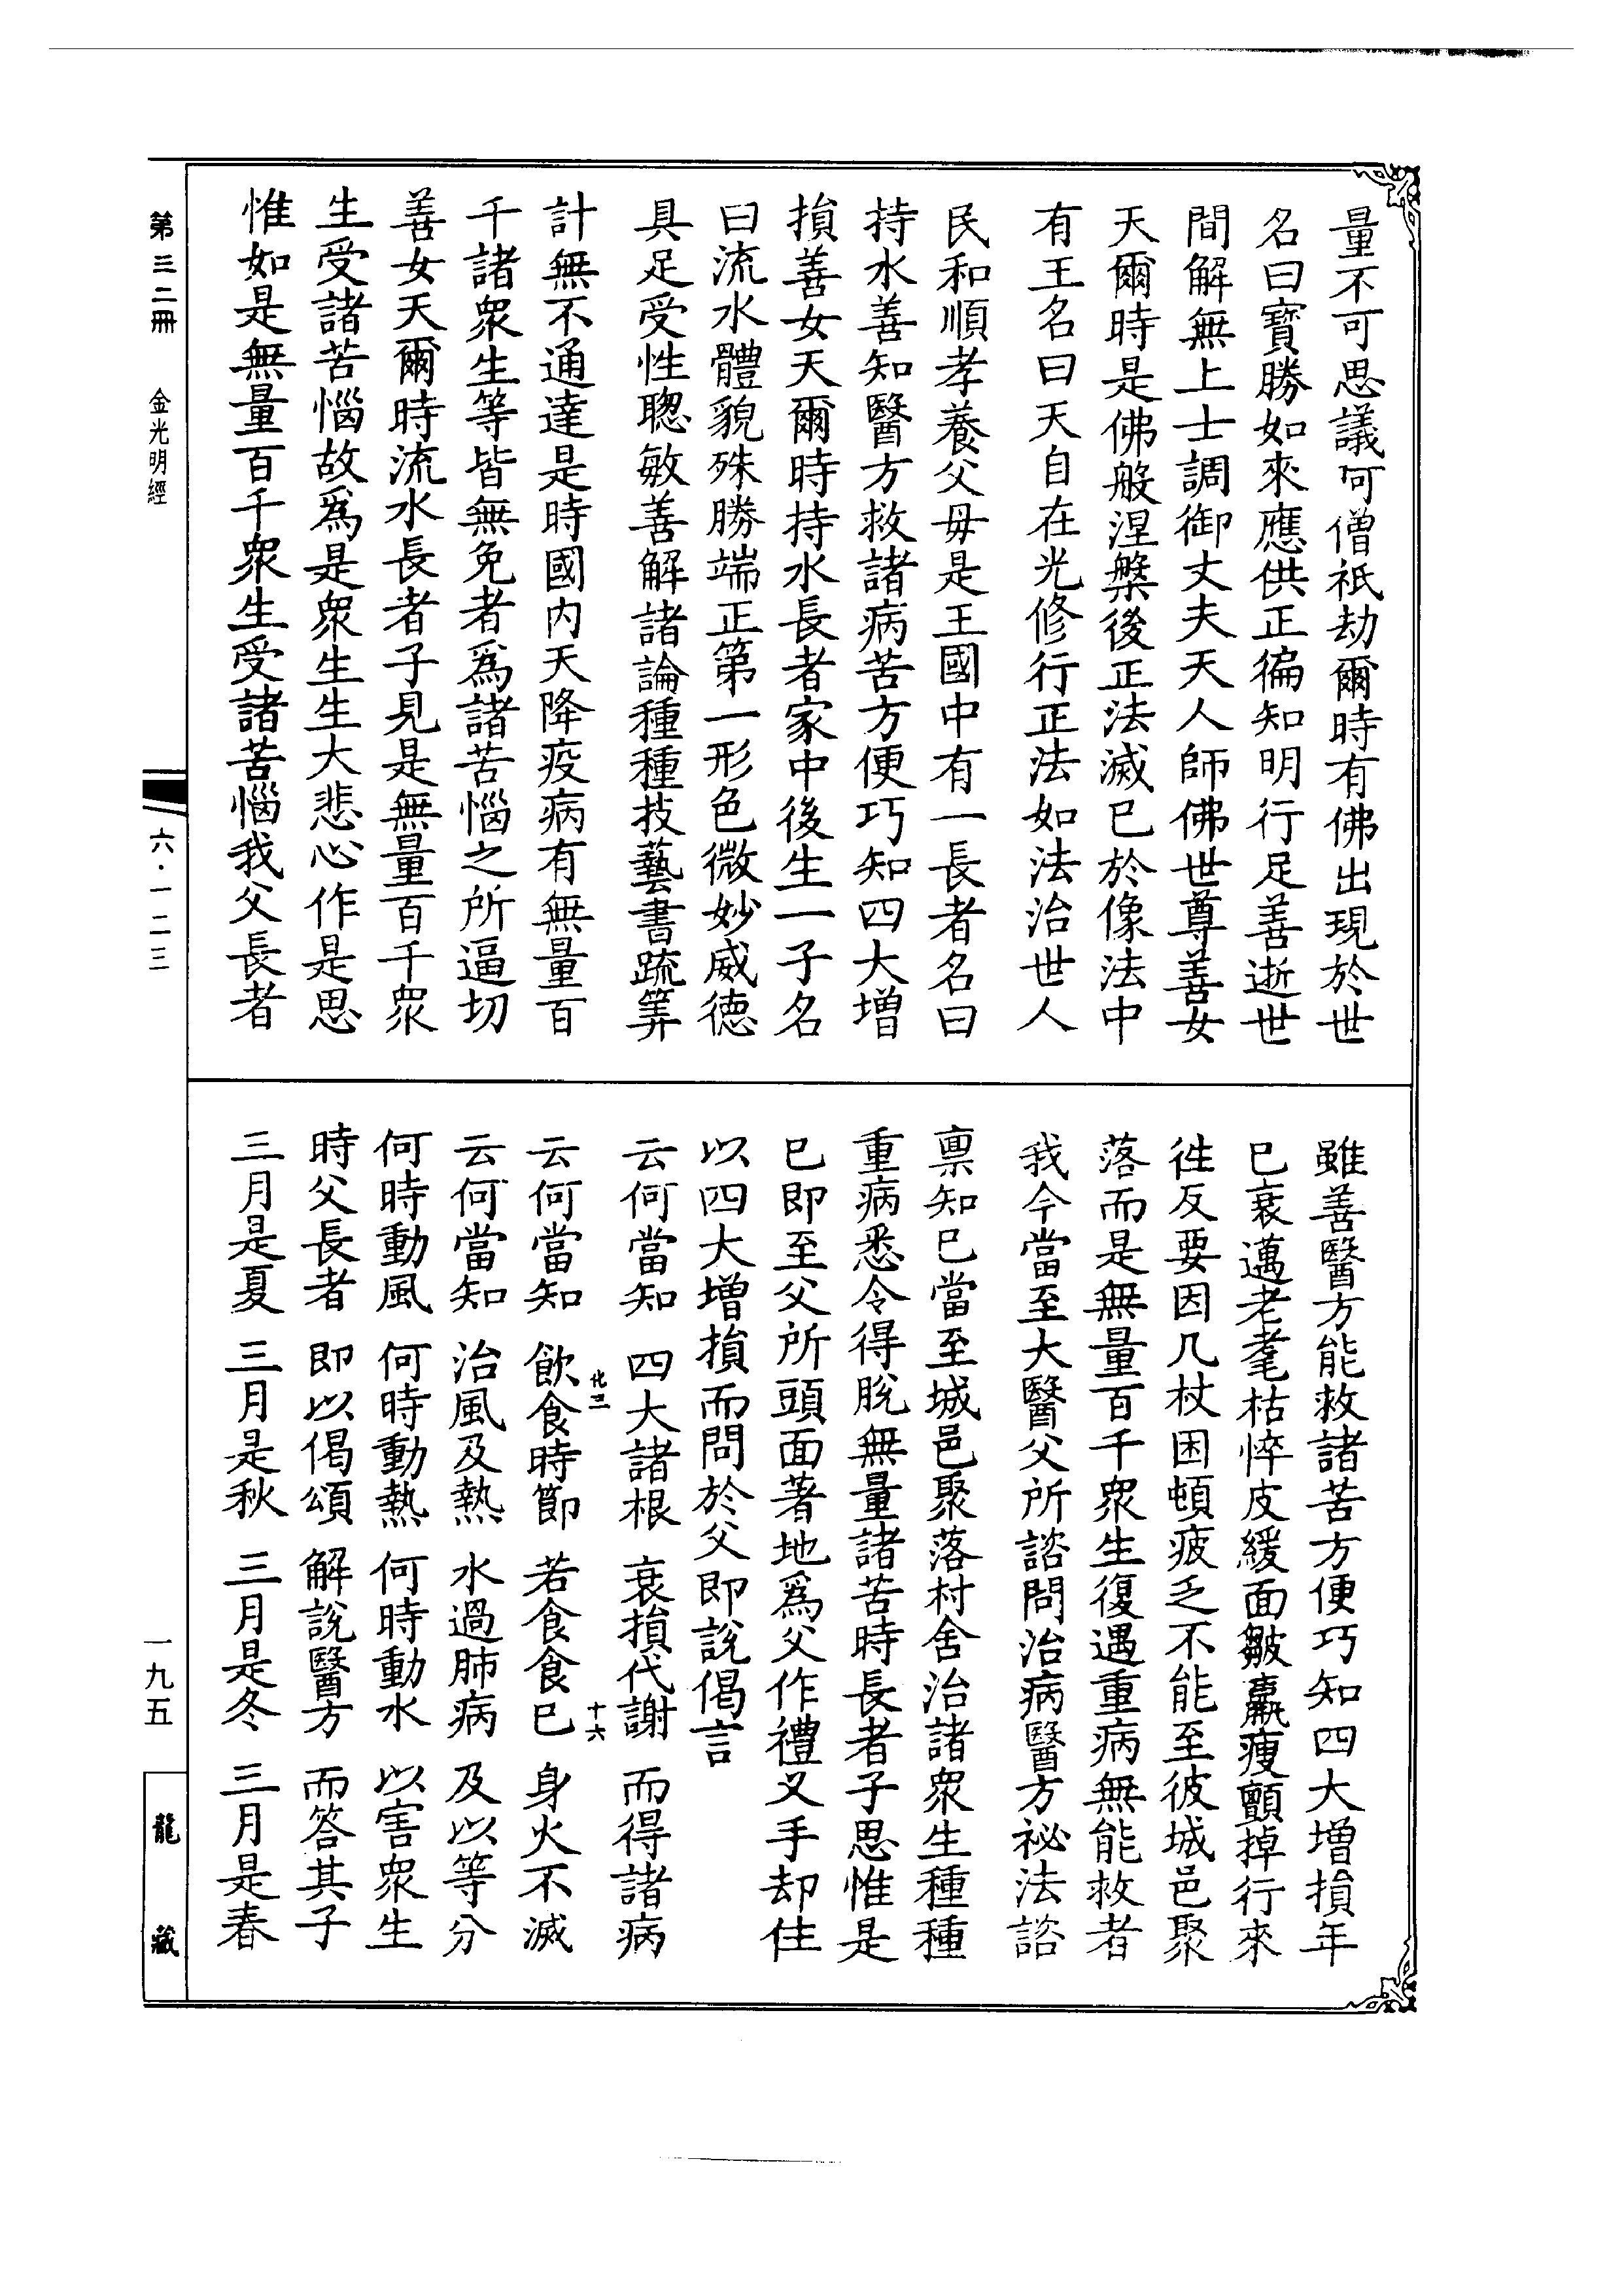 量不可思議阿僧祇劫爾時有佛出現於世
名曰寳勝如來應供正徧知明行足善逝世
間解無上士調御丈夫天人師佛世尊善女
天爾時是佛般涅槃後正法滅已於像法中
有王名曰天自在光修行正法如法治世人
民和順孝養父母是王國中有一長者名曰
持水善知醫方救諸病苦方便巧知四大增
損善女天爾時持水長者家中後生一子名
曰流水體貌殊勝端正第一形色微妙威德
具足受性聰敏善解諸論種種技藝書疏筭
計無不通達是時國內天降疫病有無量百
千諸衆生等皆無免者爲諸苦惱之所逼切
善女天爾時流水長者子見是無量百千衆
生受諸苦惱故爲是衆生生大悲心作是思
惟如是無量百千衆生受諸苦惱我父長者
雖善醫方能救諸苦方便巧知四大增損年
已衰邁老耄枯悴皮緩面皺羸瘦顫掉行來
徃反要因几杖困頓疲乏不能至彼城邑聚
落而是無量百千衆生復遇重病無能救者
我今當至大醫父所諮問治病醫方祕法諮
禀知已當至城邑聚落村舍治諸衆生種種
重病悉令得脫無量諸苦時長者子思惟是
已即至父所頭面著地爲父作禮叉手却住
以四大增損而問於父即說偈言
云何當知 四大諸根 衰損代謝 而得諸病
化三 十六
云何當知 飲食時節 若食食已 身火不滅
云何當知 治風及熱 水過肺病 及以等分
何時動風 何時動熱 何時動水 以害衆生
時父長者 即以偈頌 解說醫方 而答其子
三月是夏 三月是秋 三月是冬 三月是春
第三二冊 金光明經 六·一二三 一九五 龍藏